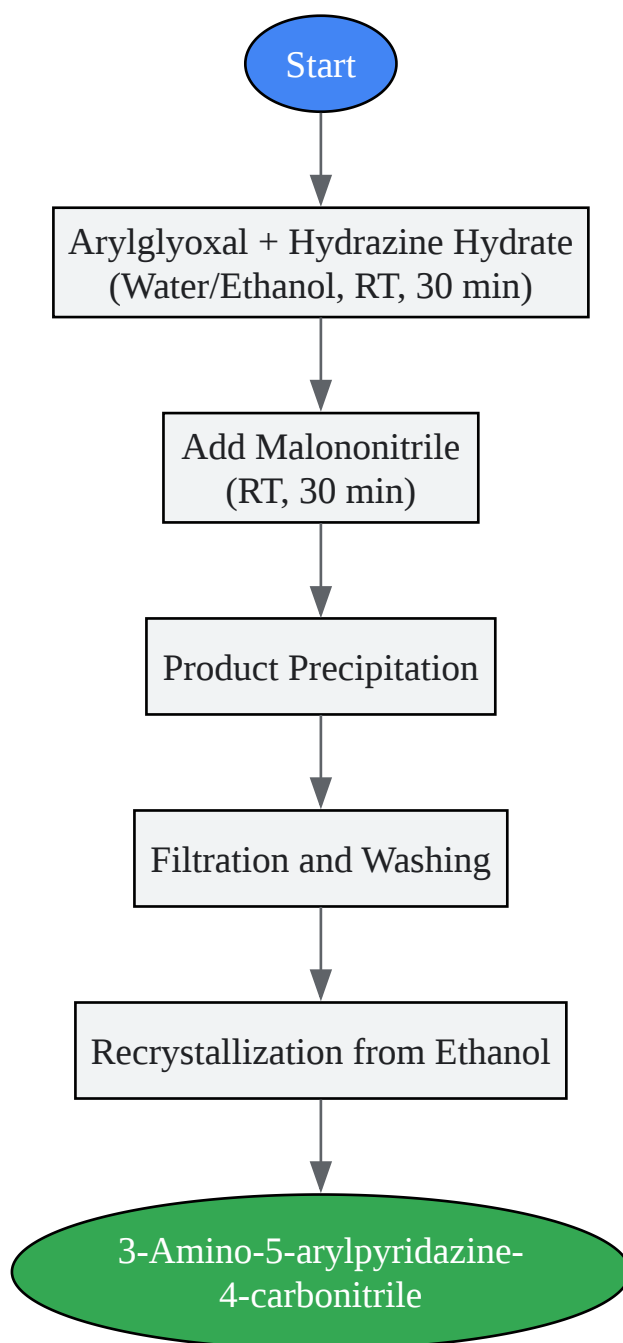 Start
Arylglyoxal + Hydrazine Hydrate
(Water/Ethanol, RT, 30 min)
Add Malononitrile
(RT, 30 min)
Product Precipitation
Filtration and Washing
Recrystallization from Ethanol
3-Amino-5-arylpyridazine-
4-carbonitrile